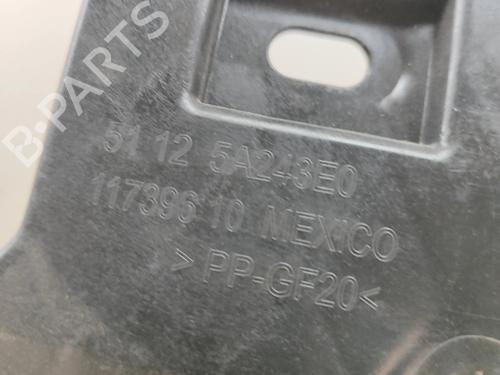 B-PARTS
51 12 5A243E0
117396 10 MEXICO
>PP-GF20<